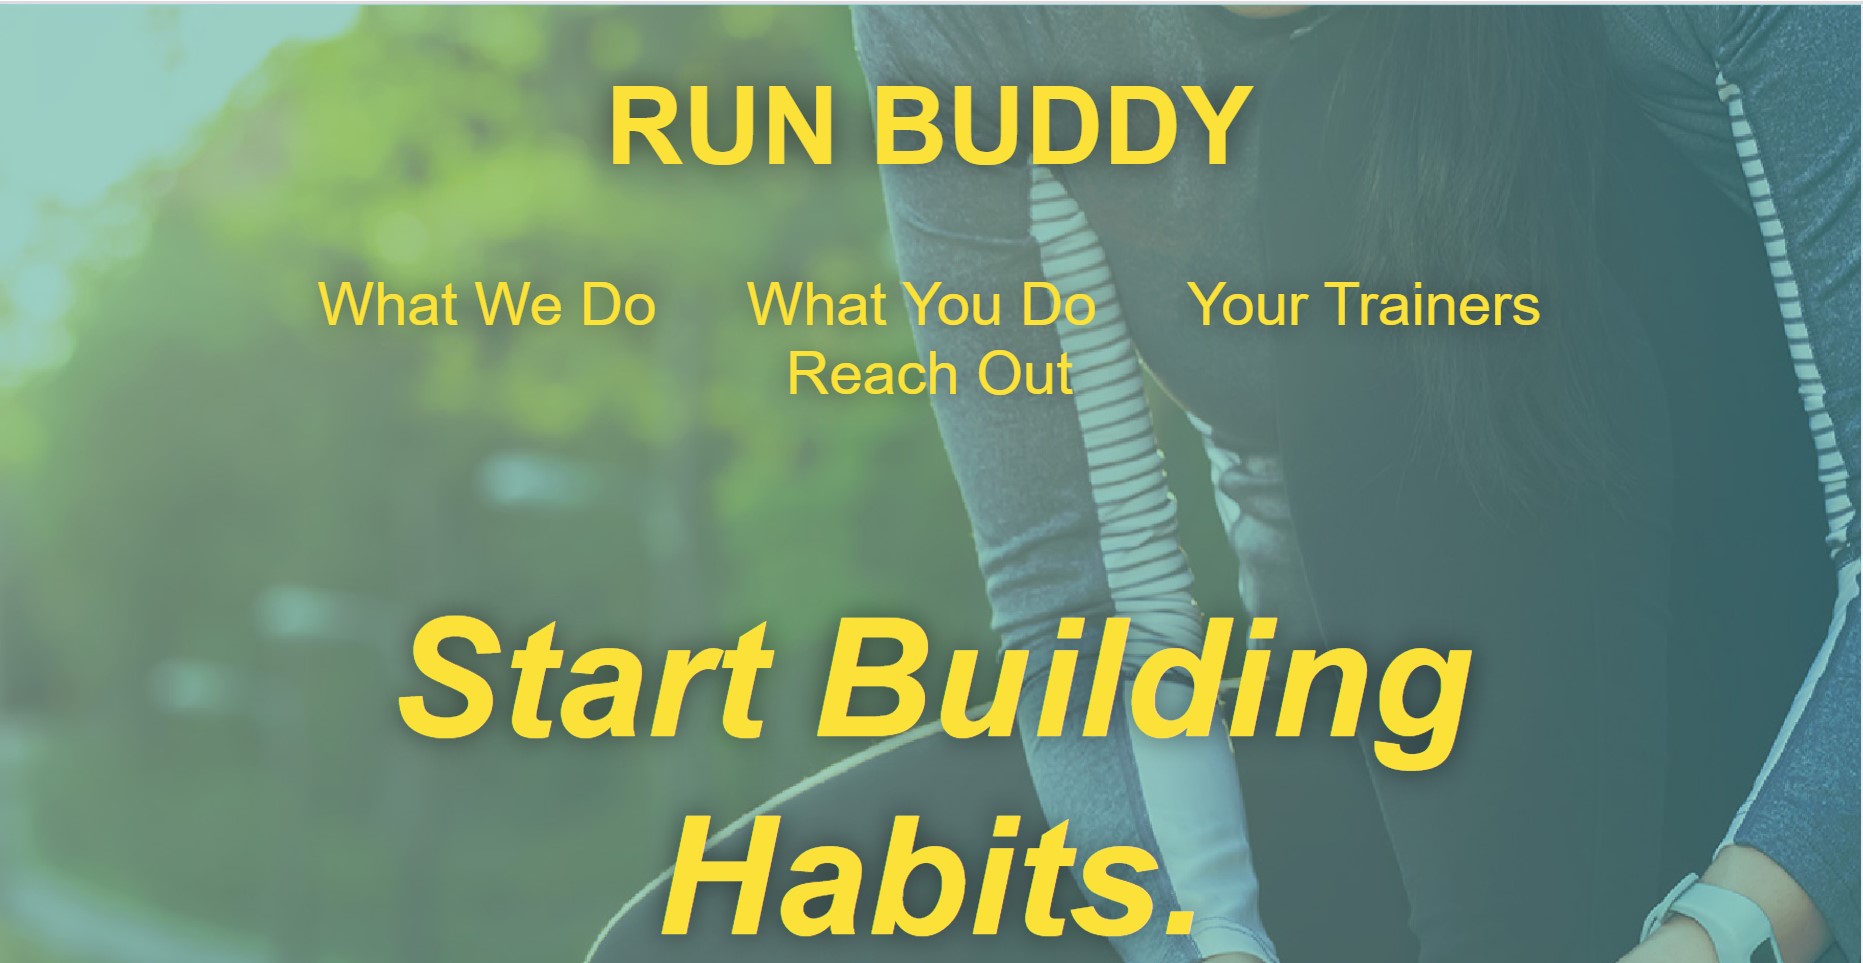 RUN BUDDY
What We Do What You Do Your Trainers
Reach Out
Start Building
Habits.